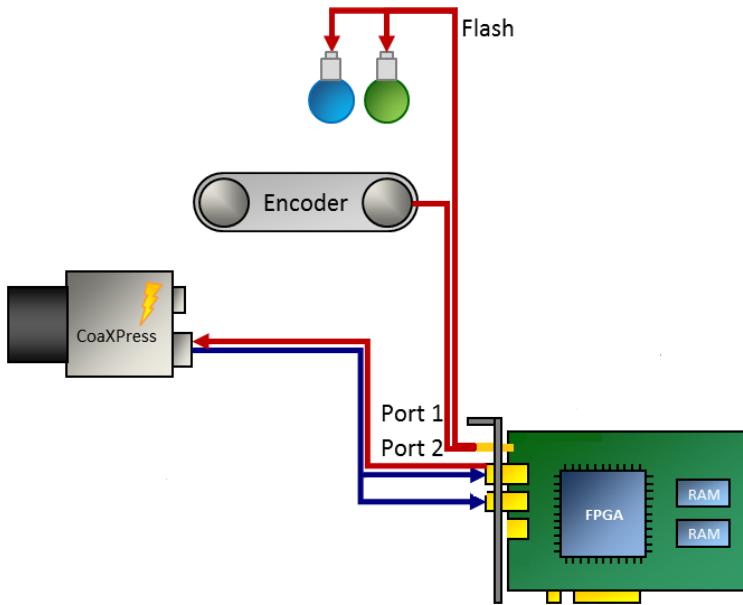 Flash
Encoder
CoaXPress
Port 1
Port 2
RAM
FPGA
RAM